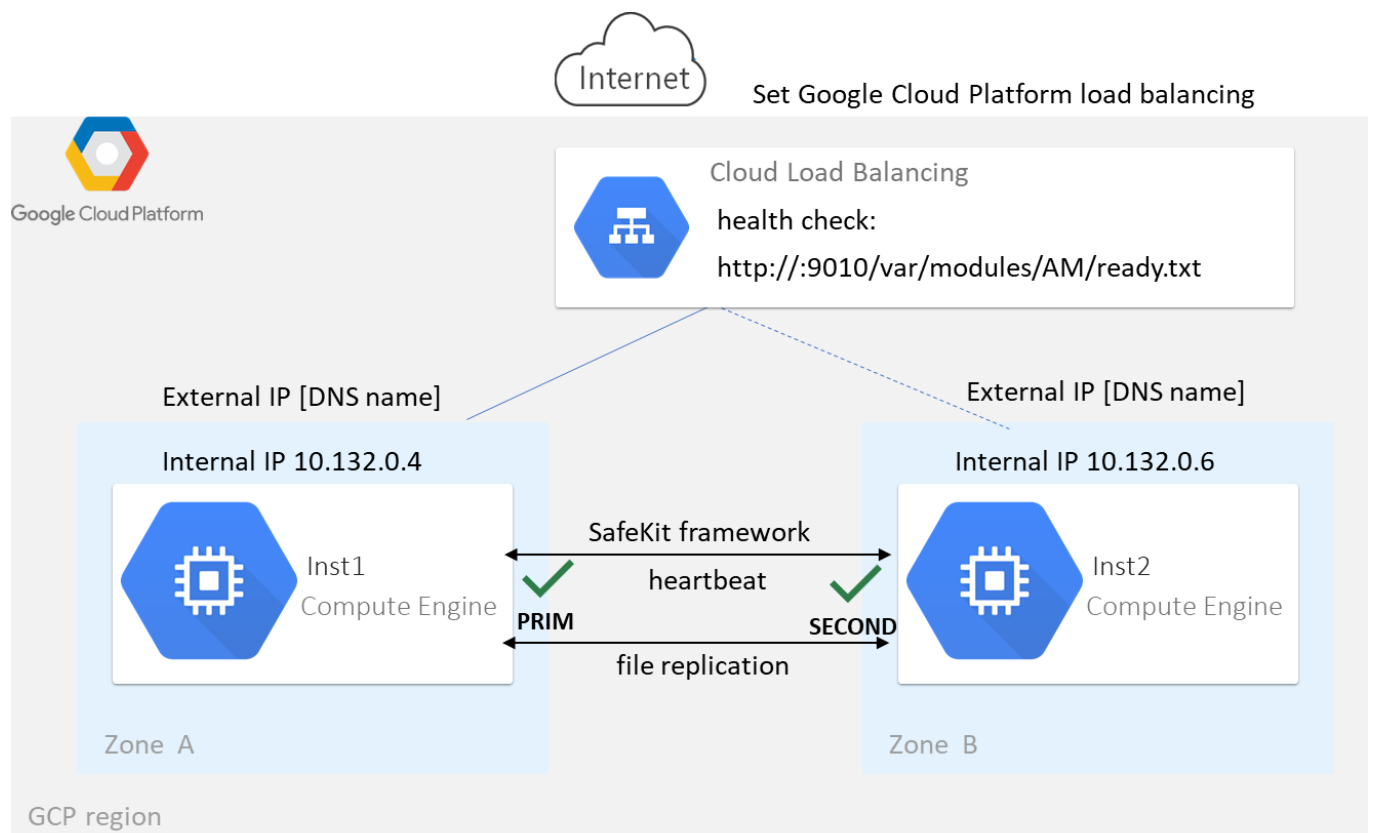 Internet
Set Google Cloud Platform load balancing
Google Cloud Platform
Cloud Load Balancing
health check:
http://:9010/var/modules/AM/ready.txt
External IP [DNS name]
External IP [DNS name]
Internal IP 10.132.0.4
Internal IP 10.132.0.6
Inst1
Compute Engine
SafeKit framework
heartbeat
PRIM
SECOND
file replication
Inst2
Compute Engine
Zone A
Zone B
GCP region